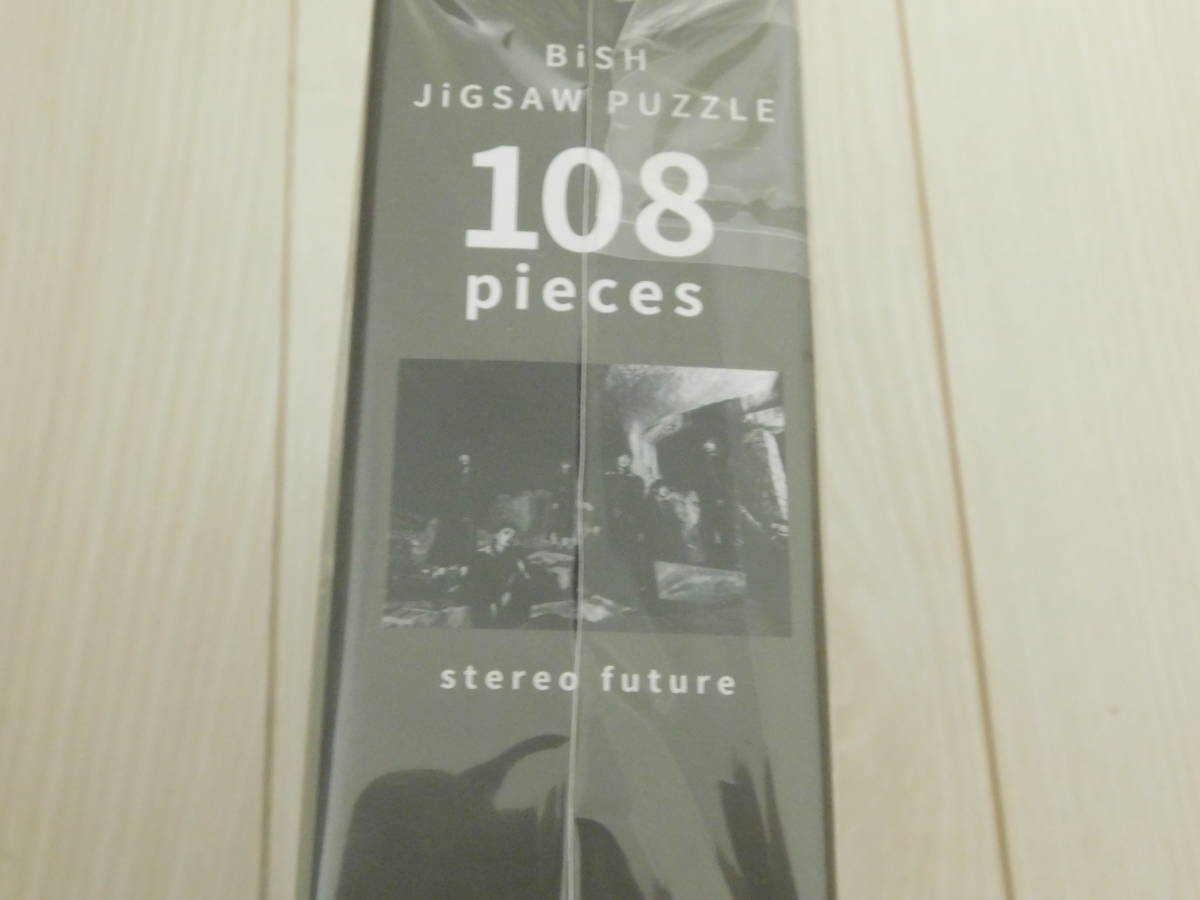 BiSH
JiGSAW PUZZLE
108
pieces
stereo future